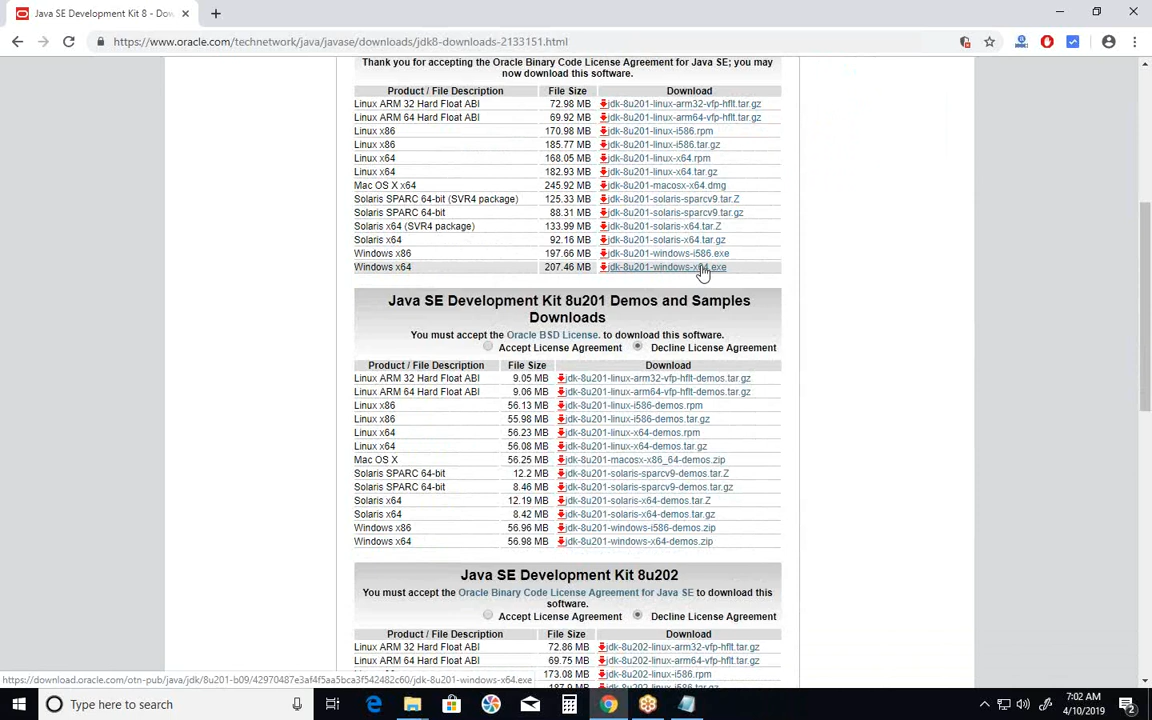 Java SE Development Kit 8 - Dow
https://www.oracle.com/technetwork/java/javase/downloads/jdk8-downloads-2133151.html
Thank you for accepting the Oracle Binary Code License Agreement for Java SE; you may
now download this software.
Product / File Description File Size Download
Linux ARM 32 Hard Float ABI 72.98 MB jdk-8u201-linux-arm32-vfp-hflt.tar.gz
Linux ARM 64 Hard Float ABI 69.92 MB jdk-8u201-linux-arm64-vfp-hflt.tar.gz
Linux x86 170.98 MB jdk-8u201-linux-i586.rpm
Linux x86 185.77 MB jdk-8u201-linux-i586.tar.gz
Linux x64 168.05 MB jdk-8u201-linux-x64.rpm
Linux x64 182.93 MB jdk-8u201-linux-x64.tar.gz
Mac OS X x64 245.92 MB jdk-8u201-macosx-x64.dmg
Solaris SPARC 64-bit (SVR4 package) 125.33 MB jdk-8u201-solaris-sparcv9.tar.Z
Solaris SPARC 64-bit 88.31 MB jdk-8u201-solaris-sparcv9.tar.gz
Solaris x64 (SVR4 package) 133.99 MB jdk-8u201-solaris-x64.tar.Z
Solaris x64 92.16 MB jdk-8u201-solaris-x64.tar.gz
Windows x86 197.66 MB jdk-8u201-windows-i586.exe
Windows x64 207.46 MB jdk-8u201-windows-x64.exe
Java SE Development Kit 8u201 Demos and Samples
Downloads
You must accept the Oracle BSD License. to download this software.
Accept License Agreement Decline License Agreement
Product / File Description File Size Download
Linux ARM 32 Hard Float ABI 9.05 MB jdk-8u201-linux-arm32-vfp-hflt-demos.tar.gz
Linux ARM 64 Hard Float ABI 9.06 MB jdk-8u201-linux-arm64-vfp-hflt-demos.tar.gz
Linux x86 56.13 MB jdk-8u201-linux-i586-demos.rpm
Linux x86 55.98 MB jdk-8u201-linux-i586-demos.tar.gz
Linux x64 56.23 MB jdk-8u201-linux-x64-demos.rpm
Linux x64 56.08 MB jdk-8u201-linux-x64-demos.tar.gz
Mac OS X 56.25 MB jdk-8u201-macosx-x86_64-demos.zip
Solaris SPARC 64-bit 12.2 MB jdk-8u201-solaris-sparcv9-demos.tar.Z
Solaris SPARC 64-bit 8.46 MB jdk-8u201-solaris-sparcv9-demos.tar.gz
Solaris x64 12.19 MB jdk-8u201-solaris-x64-demos.tar.Z
Solaris x64 8.42 MB jdk-8u201-solaris-x64-demos.tar.gz
Windows x86 56.96 MB jdk-8u201-windows-i586-demos.zip
Windows x64 56.98 MB jdk-8u201-windows-x64-demos.zip
Java SE Development Kit 8u202
You must accept the Oracle Binary Code License Agreement for Java SE to download this
software.
Accept License Agreement Decline License Agreement
Product / File Description File Size Download
Linux ARM 32 Hard Float ABI 72.86 MB jdk-8u202-linux-arm32-vfp-hflt.tar.gz
Linux ARM 64 Hard Float ABI 69.75 MB jdk-8u202-linux-arm64-vfp-hflt.tar.gz
173.08 MB jdk-8u202-linux-i586.rpm
https://download.oracle.com/otn-pub/java/jdk/8u201-b09/42970487e3af4f5aa5bca3f542482c60/jdk-8u201-windows-x64.exe
Type here to search
7:02 AM
4/10/2019
2